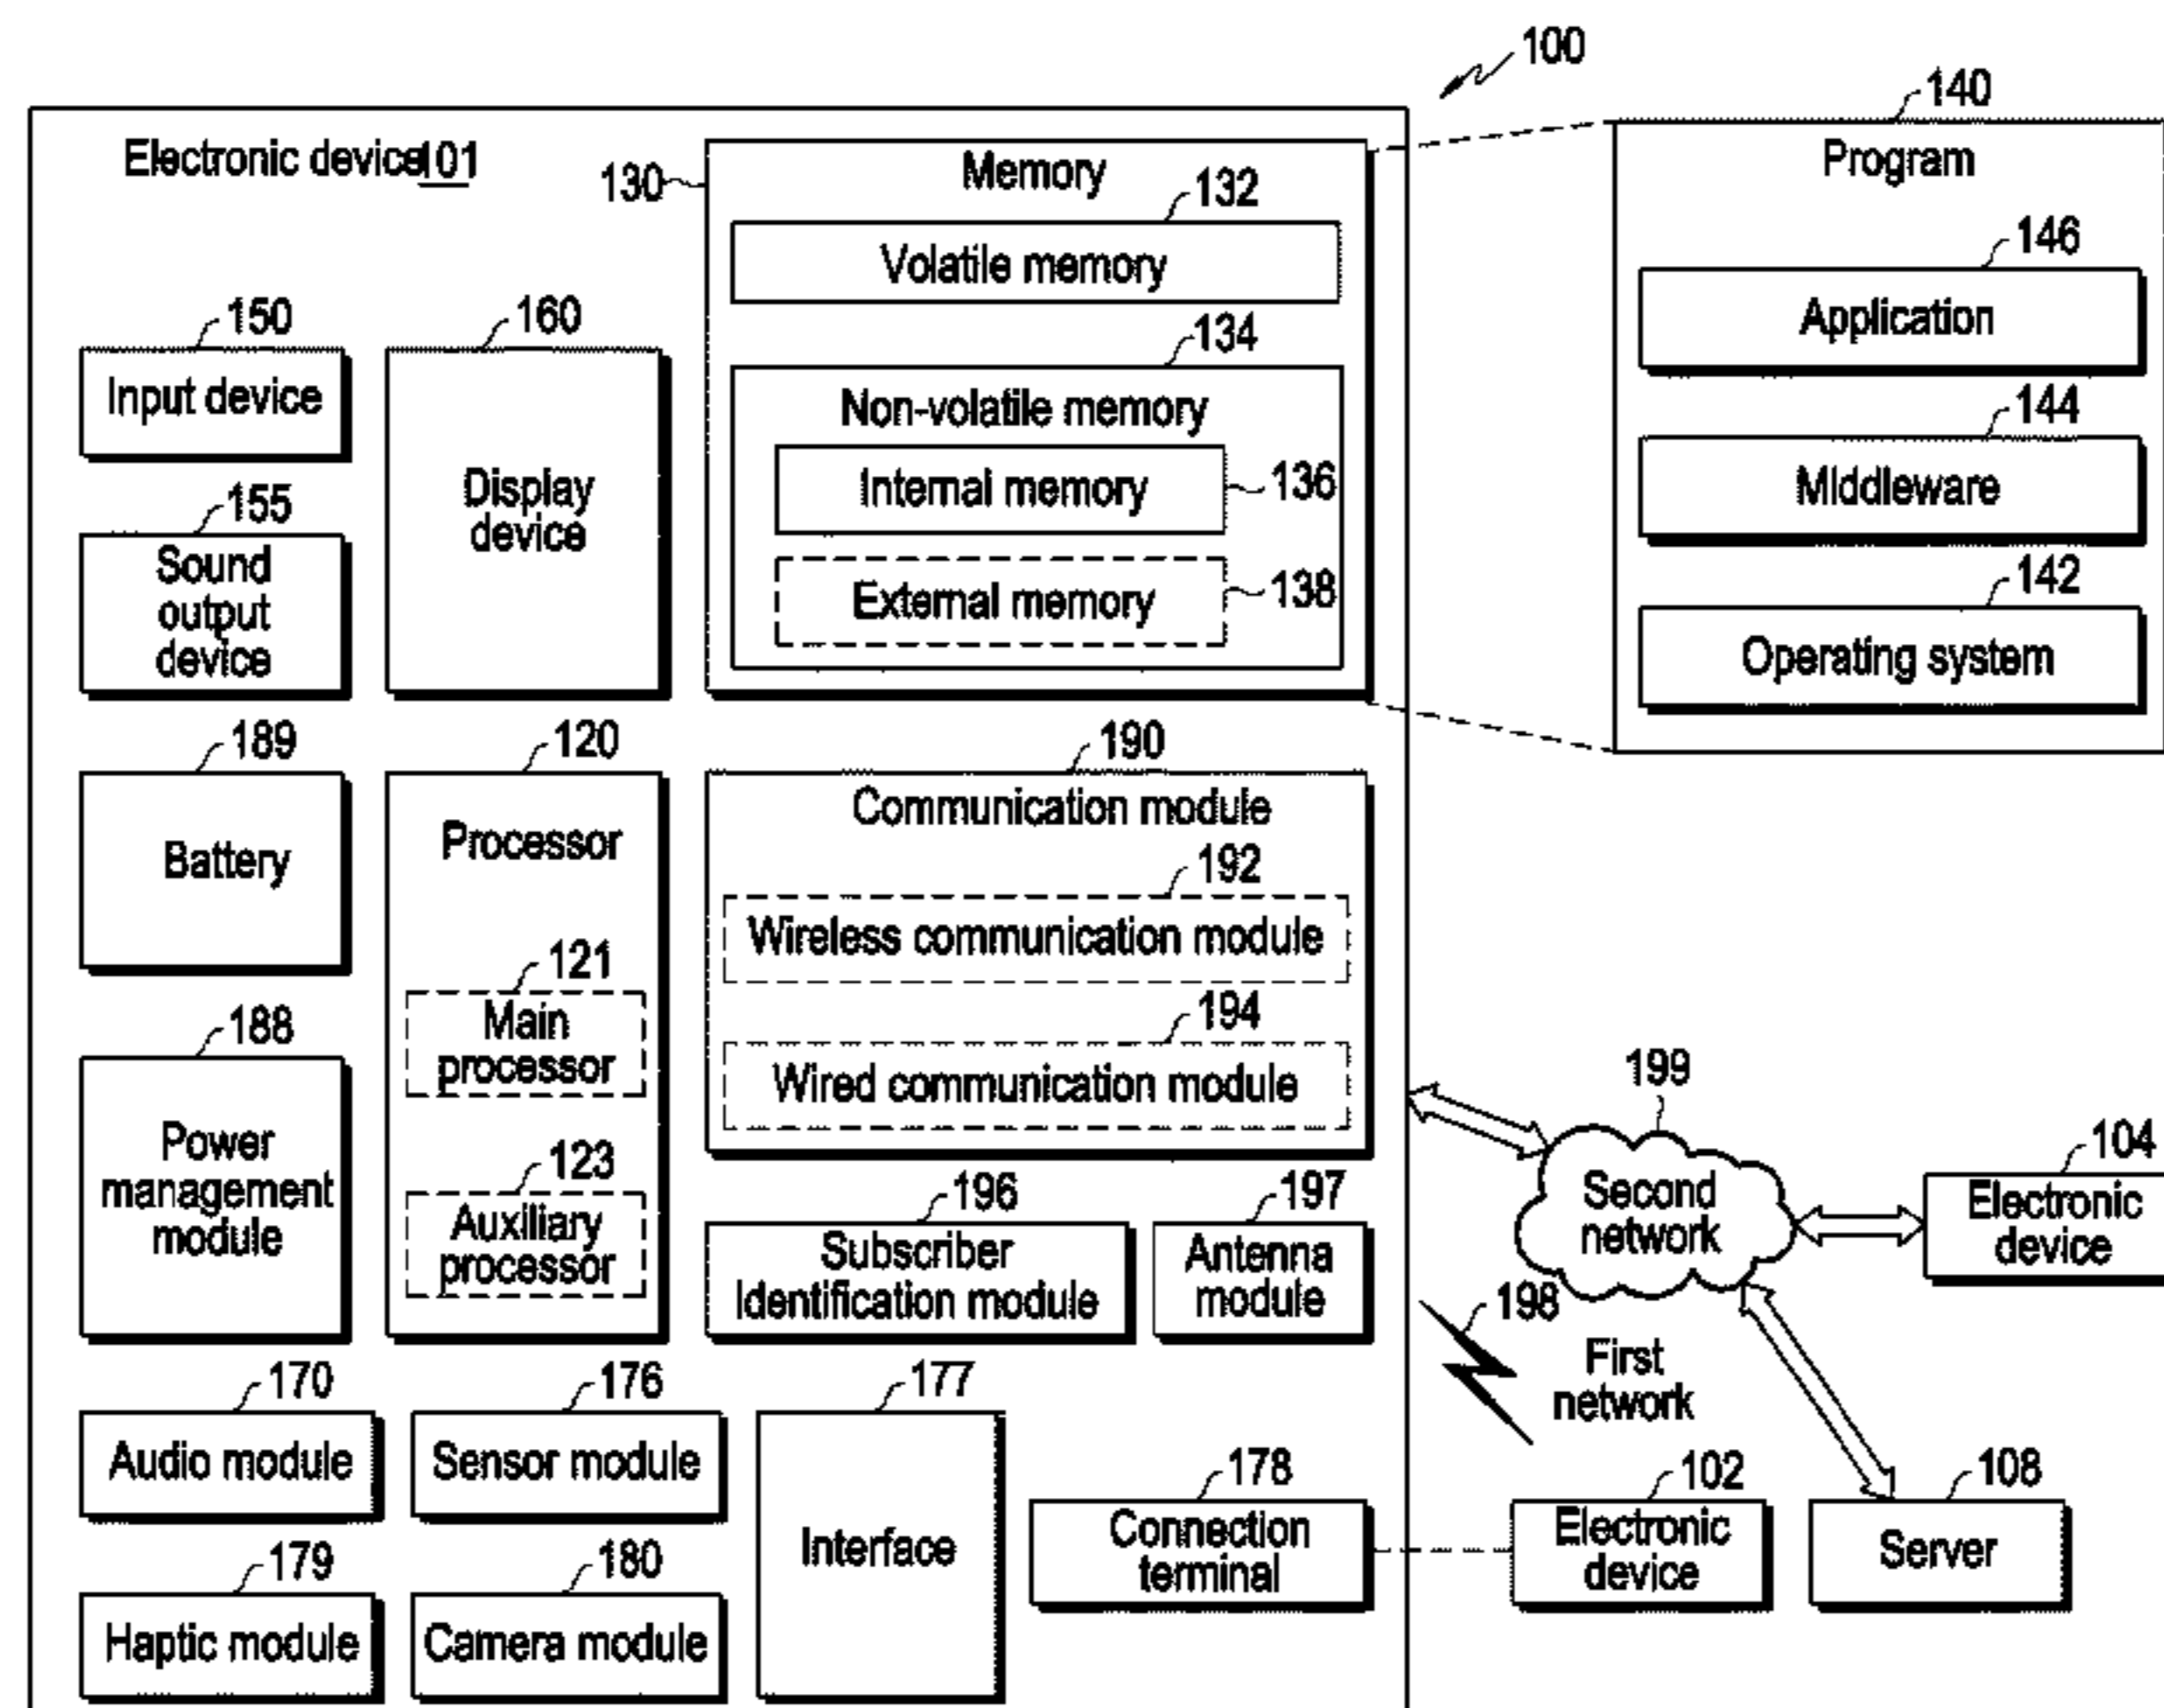 100
Electronic device 101
130
Memory
132
Volatile memory
134
Non-volatile memory
Internal memory
136
External memory
138
140
Program
146
Application
144
Middleware
142
Operating system
150
Input device
160
Display
device
155
Sound
output
device
189
Battery
120
Processor
121
Main
processor
123
Auxiliary
processor
190
Communication module
192
Wireless communication module
194
Wired communication module
188
Power
management
module
196
Subscriber
Identification module
197
Antenna
module
199
Second
network
104
Electronic
device
198
First
network
170
Audio module
176
Sensor module
177
Interface
178
Connection
terminal
102
Electronic
device
108
Server
179
Haptic module
180
Camera module